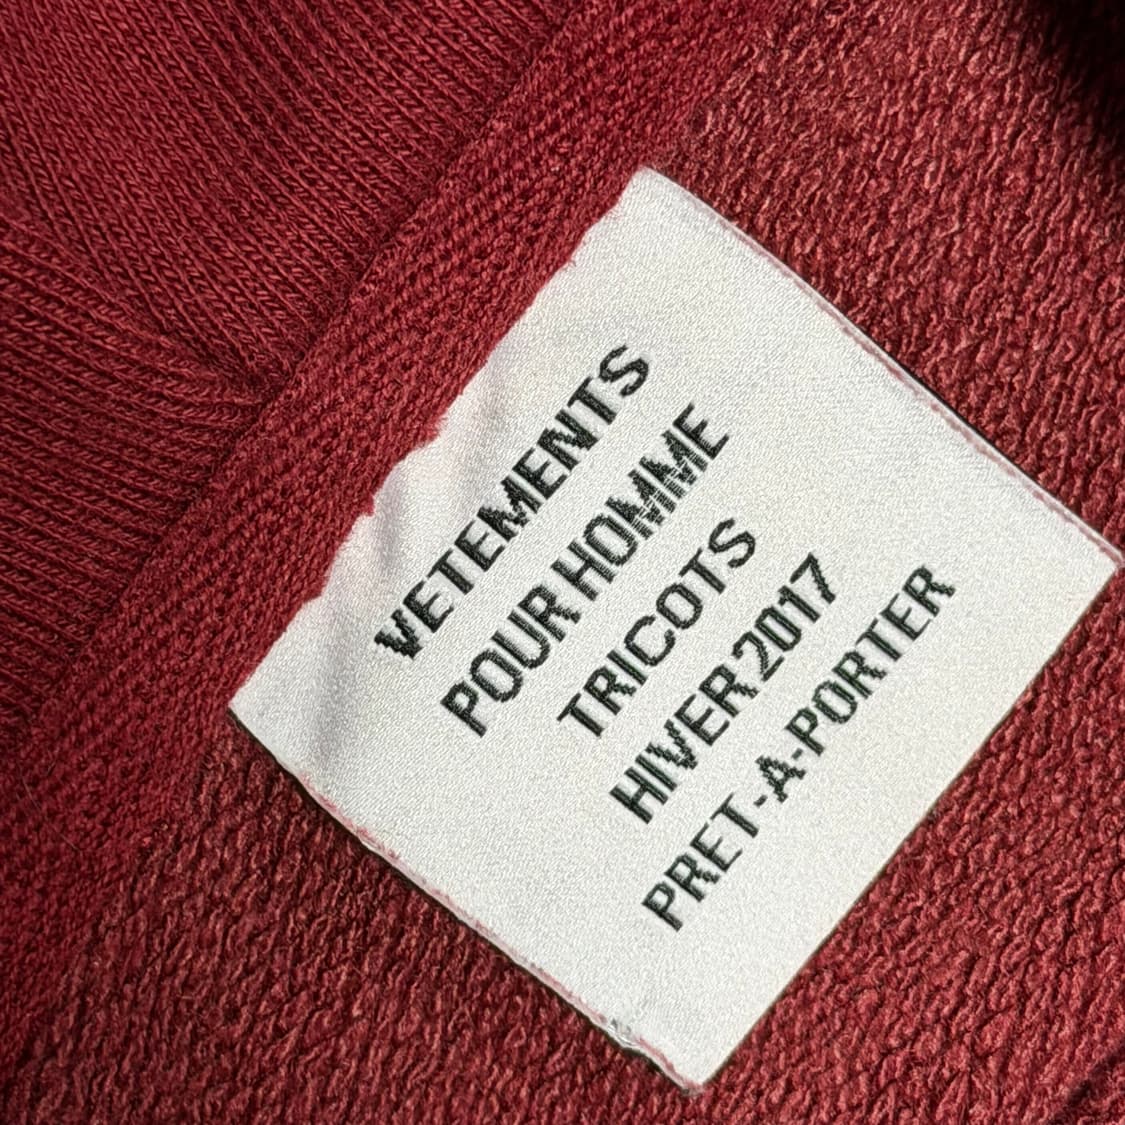 VETEMENTS
POUR HOMME
TRICOTS
HIVER 2017
PRET-A-PORTER